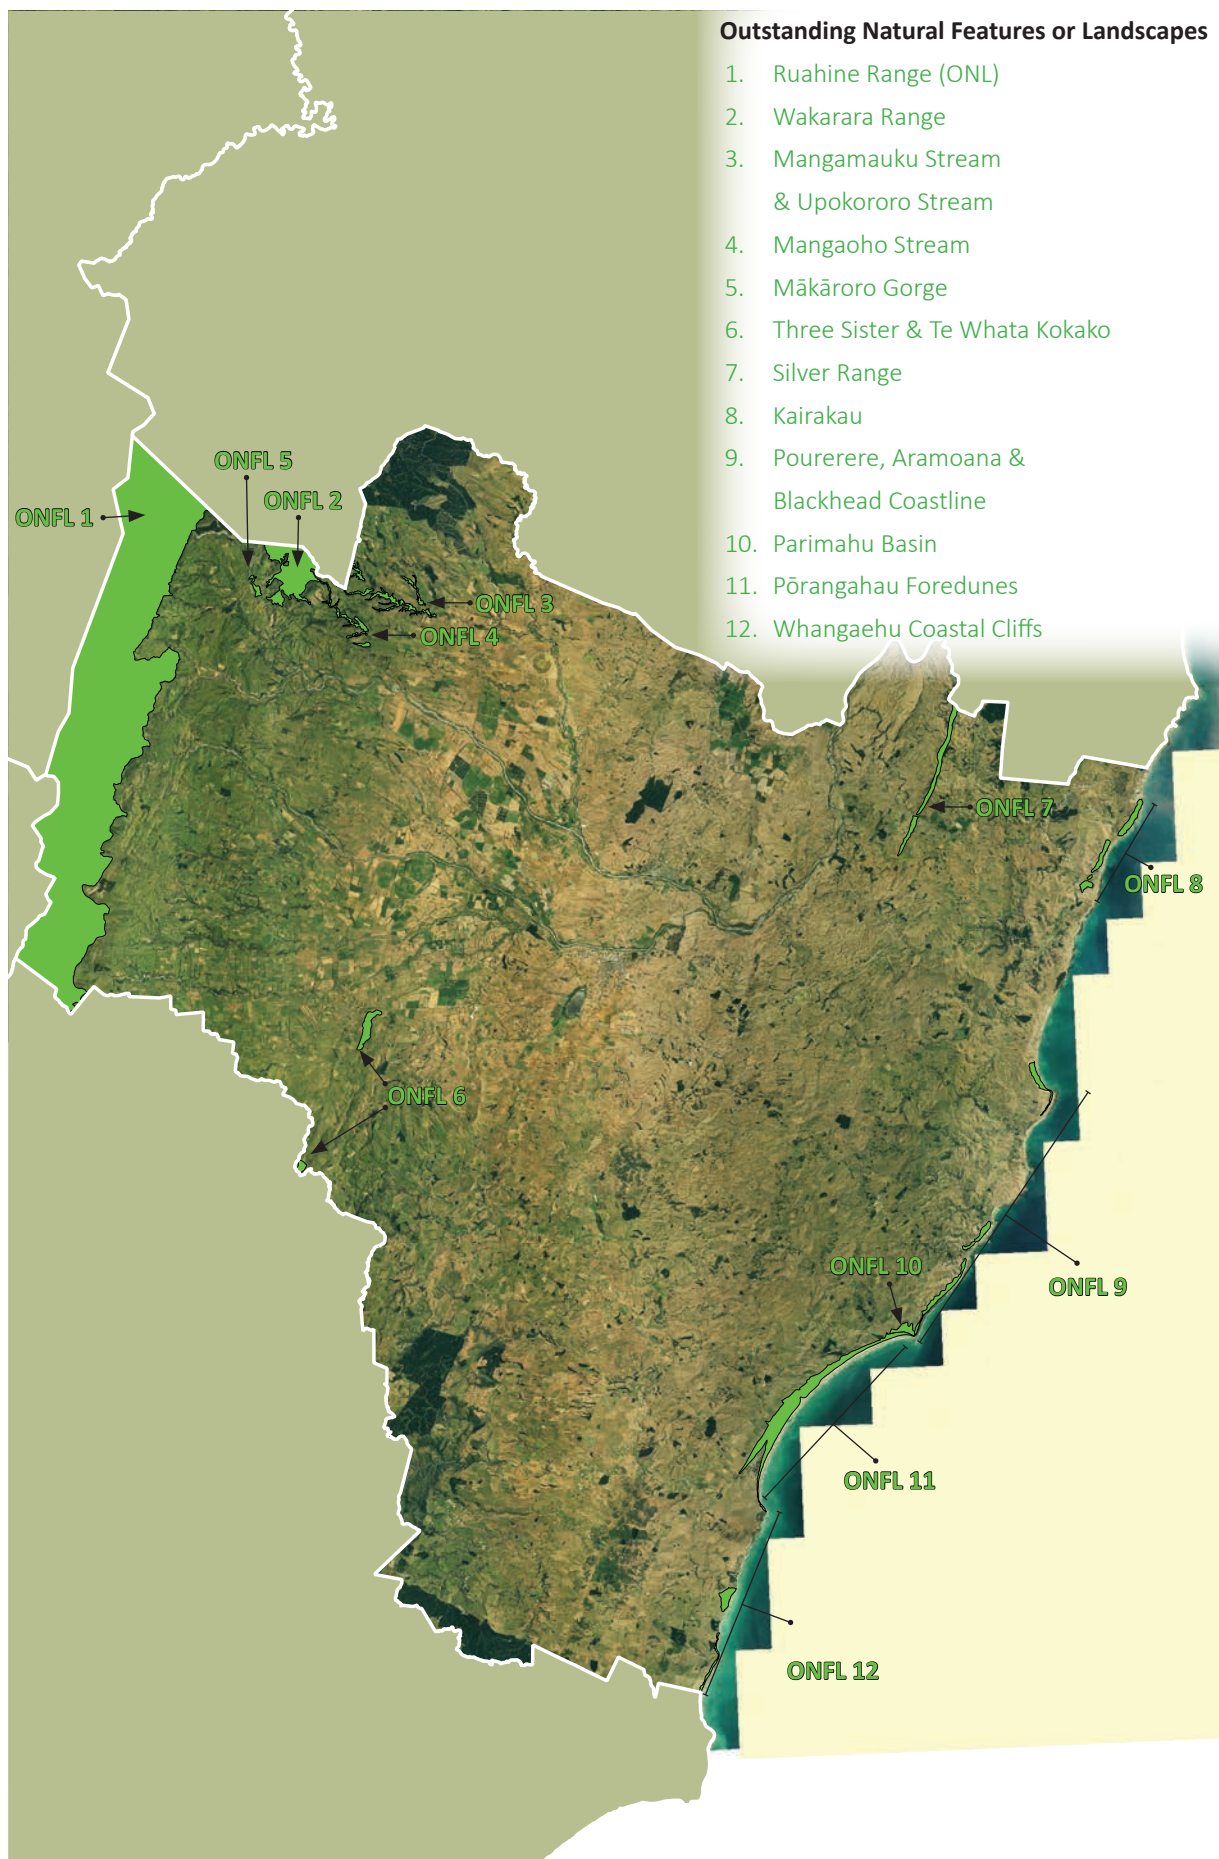 Outstanding Natural Features or Landscapes
1. Ruahine Range (ONL)
2. Wakarara Range
3. Mangamauku Stream
& Upokororo Stream
4. Mangaoho Stream
5. Mākāroro Gorge
6. Three Sister & Te Whata Kokako
7. Silver Range
8. Kairakau
9. Pourerere, Aramoana &
Blackhead Coastline
10. Parimahu Basin
11. Pōrangahau Foredunes
12. Whangaehu Coastal Cliffs
ONFL 5
ONFL 2
ONFL 1
ONFL 3
ONFL 4
ONFL 7
ONFL 8
ONFL 6
ONFL 10
ONFL 9
ONFL 11
ONFL 12